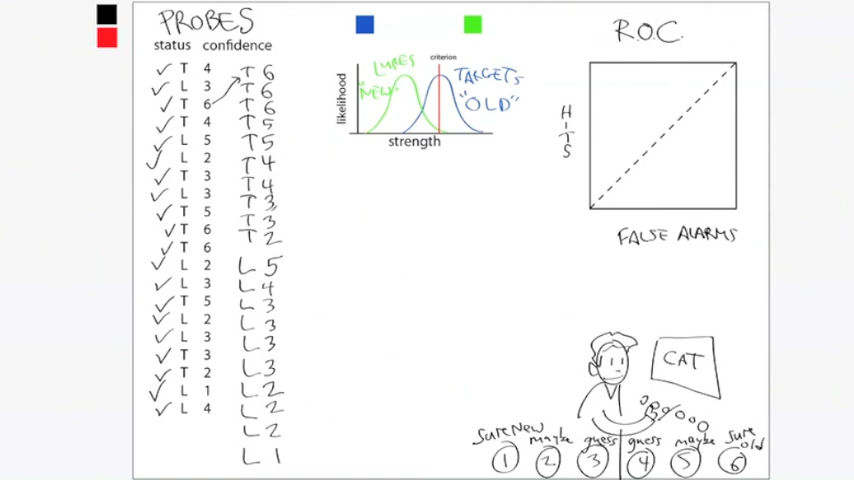 PROBES
status confidence
T 4
L 3
T 6
T 4
L 5
L 2
T 3
L 3
T 5
T 6
T 6
L 2
L 3
T 5
L 2
L 3
T 3
T 2
L 1
L 4
T 6
T 6
T 6
T 5
T 5
T 4
T 4
T 3
T 3
T 2
L 5
L 4
L 3
L 3
L 3
L 3
L 2
L 2
L 2
L 1
criterion
LURES
"NEW"
TARGETS
"OLD"
likelihood
strength
R.O.C.
HITS
FALSE ALARMS
CAT
sure New maybe guess guess maybe sure old
1 2 3 4 5 6